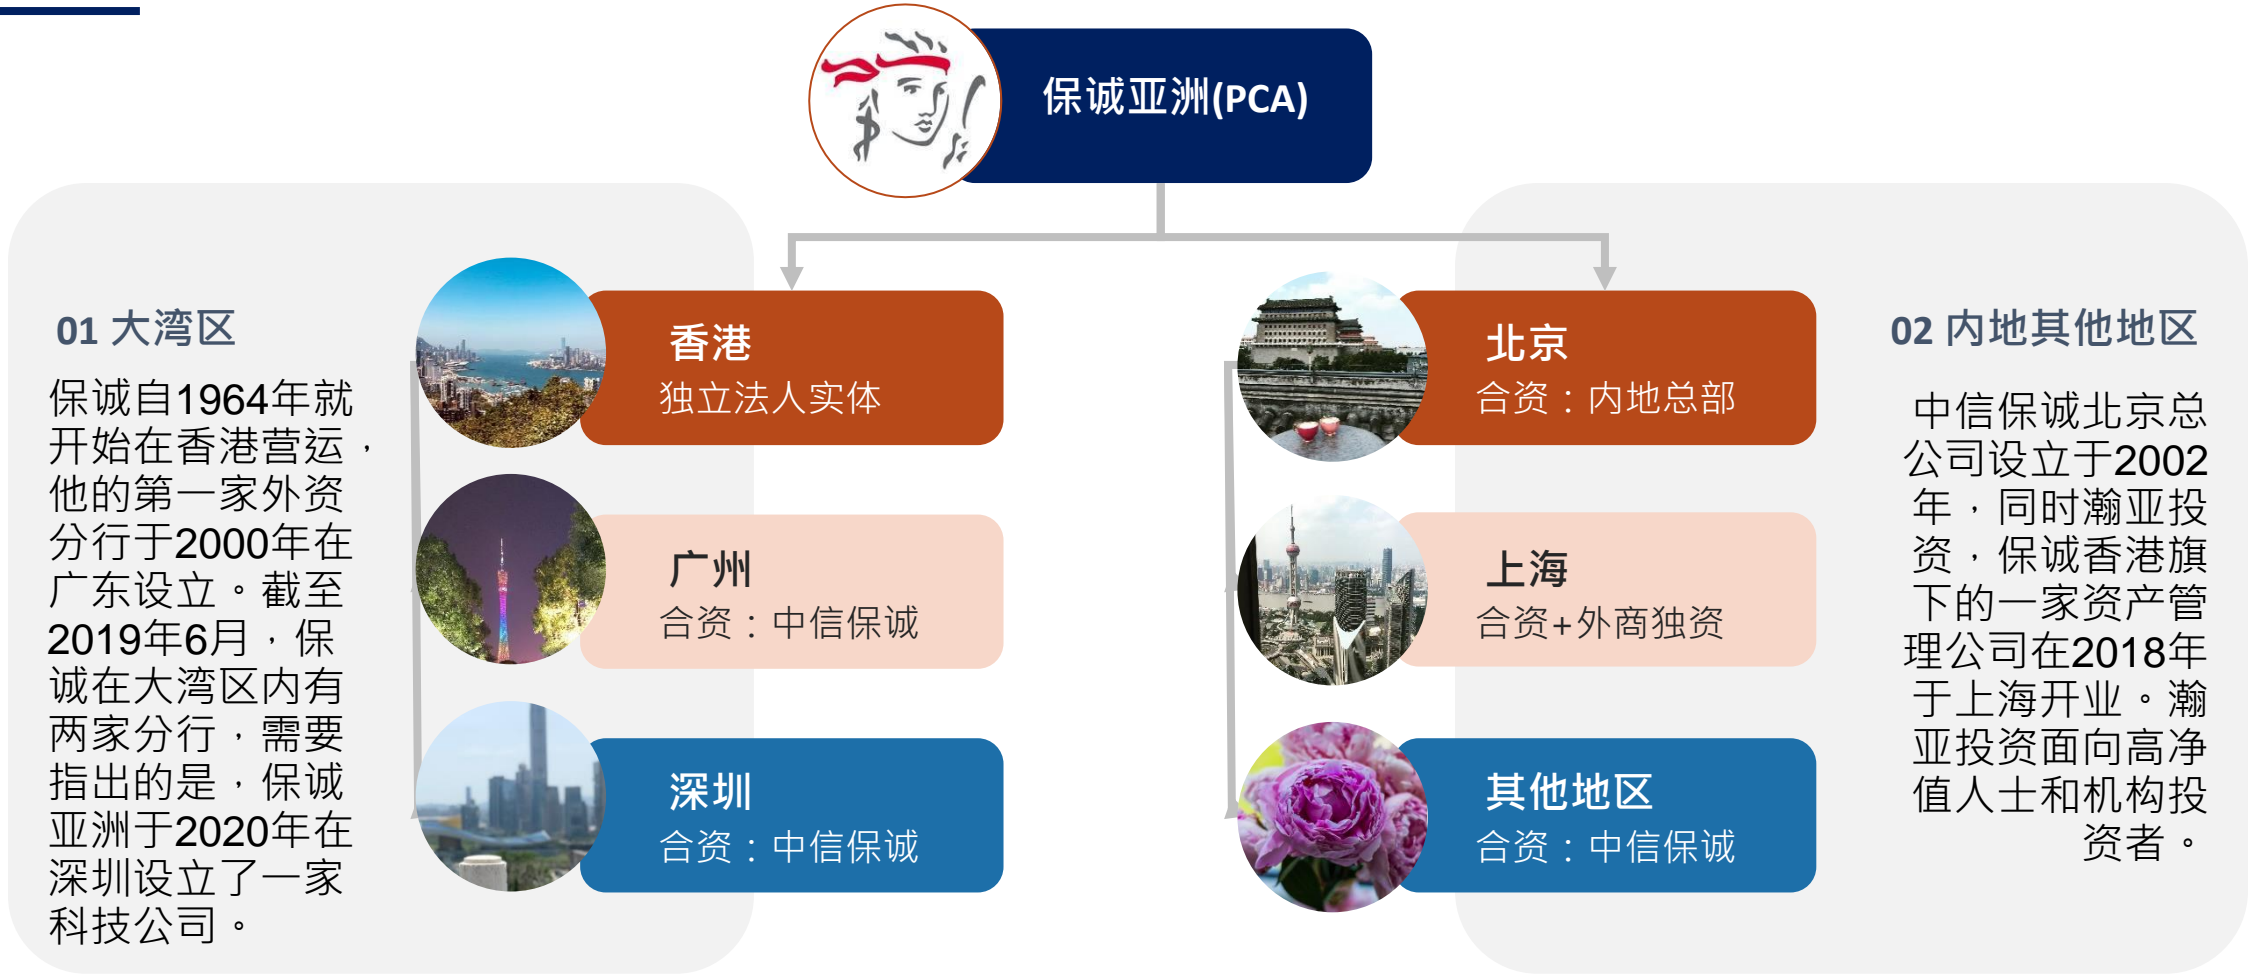 保诚亚洲(PCA)
01 大湾区
保诚自1964年就
开始在香港营运，
他的第一家外资
分行于2000年在
广东设立。截至
2019年6月，保
诚在大湾区内有
两家分行，需要
指出的是，保诚
亚洲于2020年在
深圳设立了一家
科技公司。
香港
独立法人实体
广州
合资：中信保诚
深圳
合资：中信保诚
北京
合资：内地总部
上海
合资+外商独资
其他地区
合资：中信保诚
02 内地其他地区
中信保诚北京总
公司设立于2002
年，同时瀚亚投
资，保诚香港旗
下的一家资产管
理公司在2018年
于上海开业。瀚
亚投资面向高净
值人士和机构投
资者。